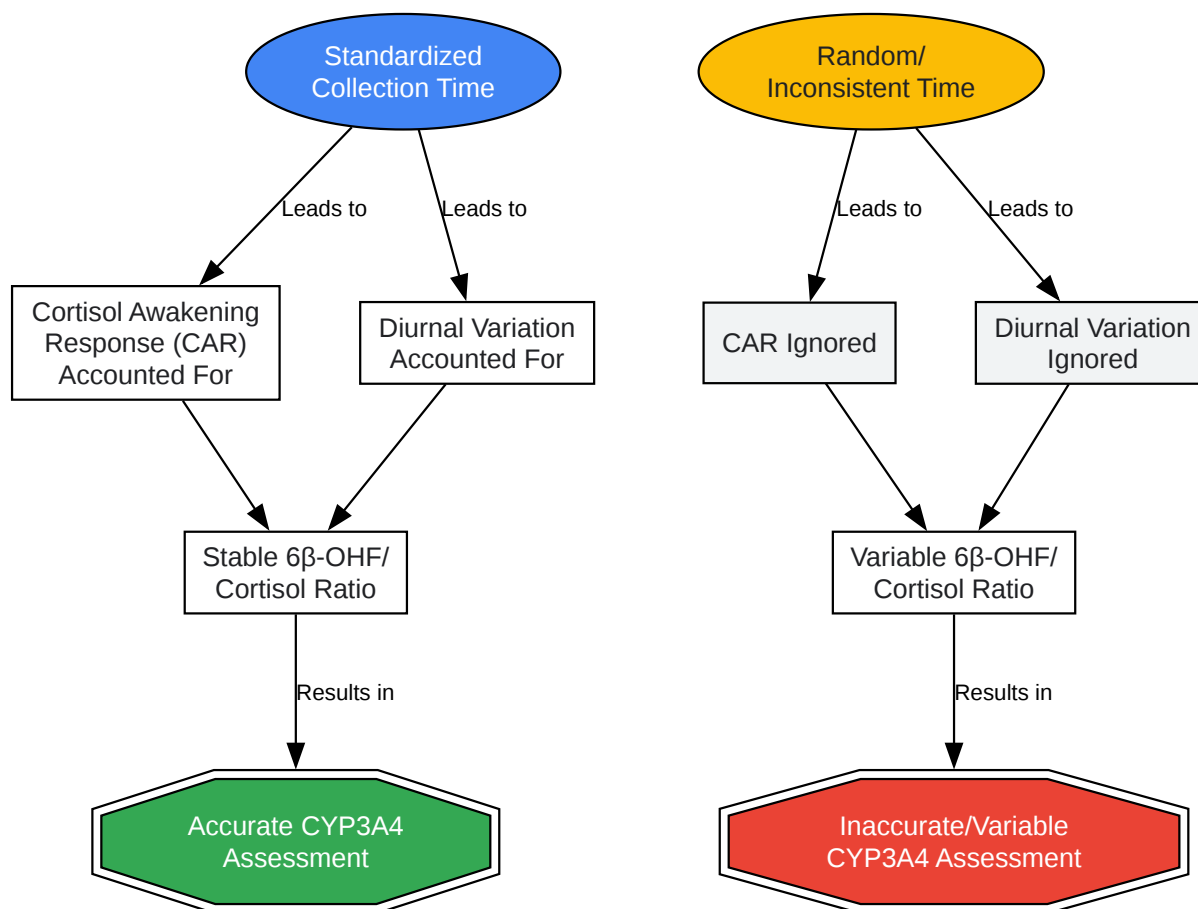 Standardized
Collection Time
Random/
Inconsistent Time
Leads to
Leads to
Leads to
Leads to
Cortisol Awakening
Response (CAR)
Accounted For
Diurnal Variation
Accounted For
CAR Ignored
Diurnal Variation
Ignored
Stable 6β-OHF/
Cortisol Ratio
Variable 6β-OHF/
Cortisol Ratio
Results in
Results in
Accurate CYP3A4
Assessment
Inaccurate/Variable
CYP3A4 Assessment